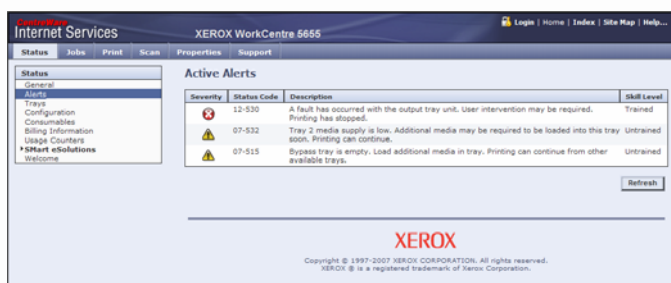 CentreWare
Internet Services
XEROX WorkCentre 5655
Login | Home | Index | Site Map | Help...
Status Jobs Print Scan Properties Support
Status
General
Alerts
Trays
Configuration
Consumables
Billing Information
Usage Counters
SMart eSolutions
Welcome
Active Alerts
Severity Status Code Description Skill Level
12-530 A fault has occurred with the output tray unit. User intervention may be required. Trained
Printing has stopped.
07-532 Tray 2 media supply is low. Additional media may be required to be loaded into this tray Untrained
soon. Printing can continue.
07-515 Bypass tray is empty. Load additional media in tray. Printing can continue from other Untrained
available trays.
Refresh
XEROX
Copyright © 1997-2007 XEROX CORPORATION. All rights reserved.
XEROX ® is a registered trademark of Xerox Corporation.